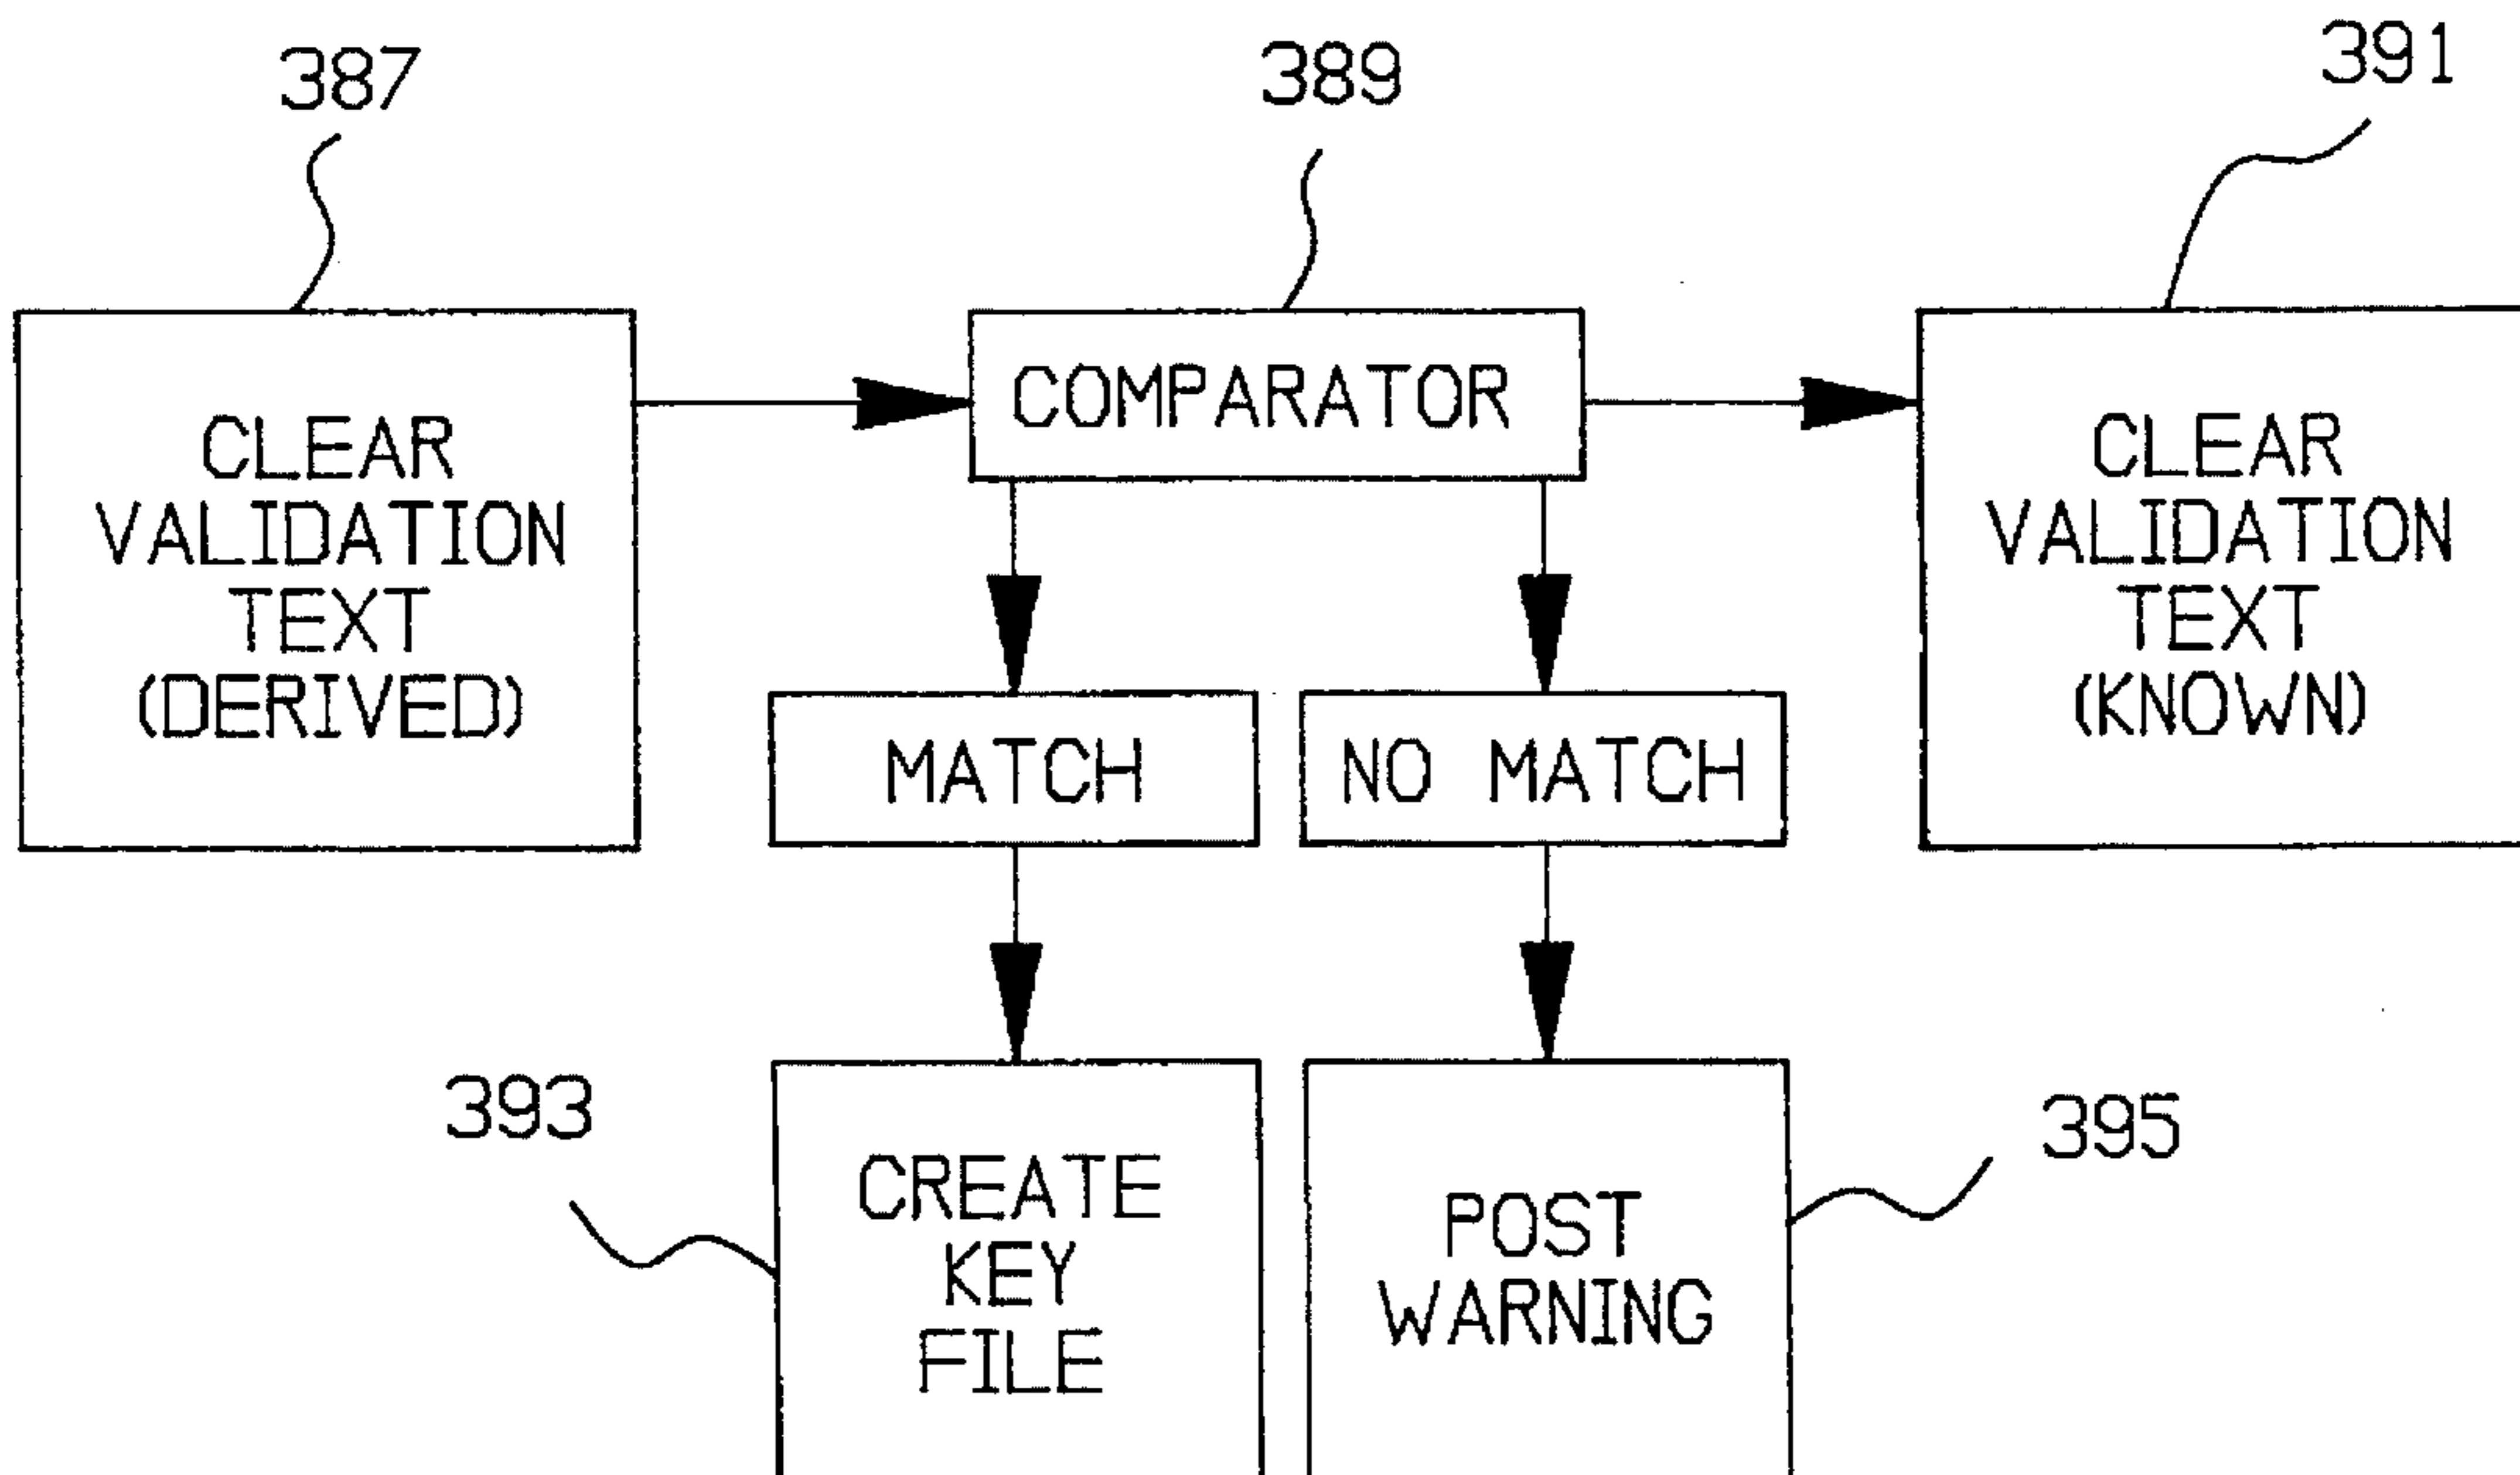 387
389
391
CLEAR
VALIDATION
TEXT
(DERIVED)
COMPARATOR
CLEAR
VALIDATION
TEXT
(KNOWN)
MATCH
NO MATCH
393
395
CREATE
KEY
FILE
POST
WARNING